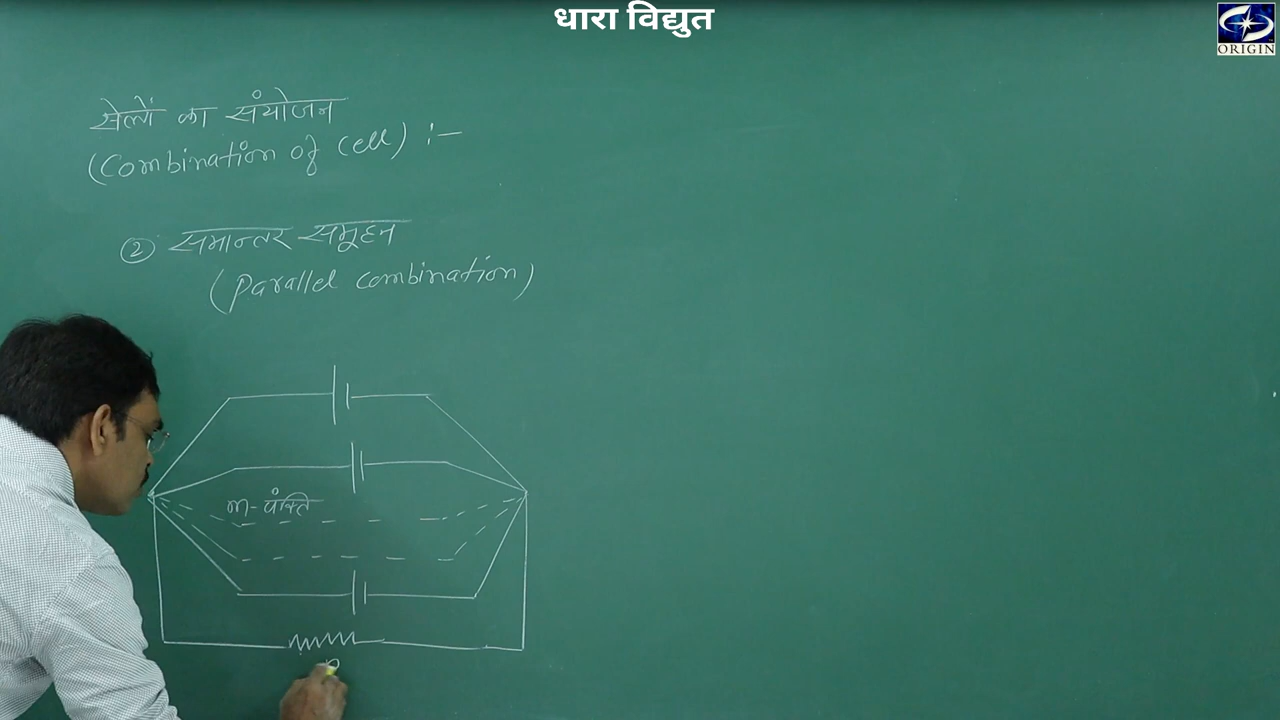 धारा विद्युत
ORIGIN
सेलों का संयोजन
(Combination of Cell) :-
② समान्तर समूहन
(Parallel combination)
m-पंक्ति